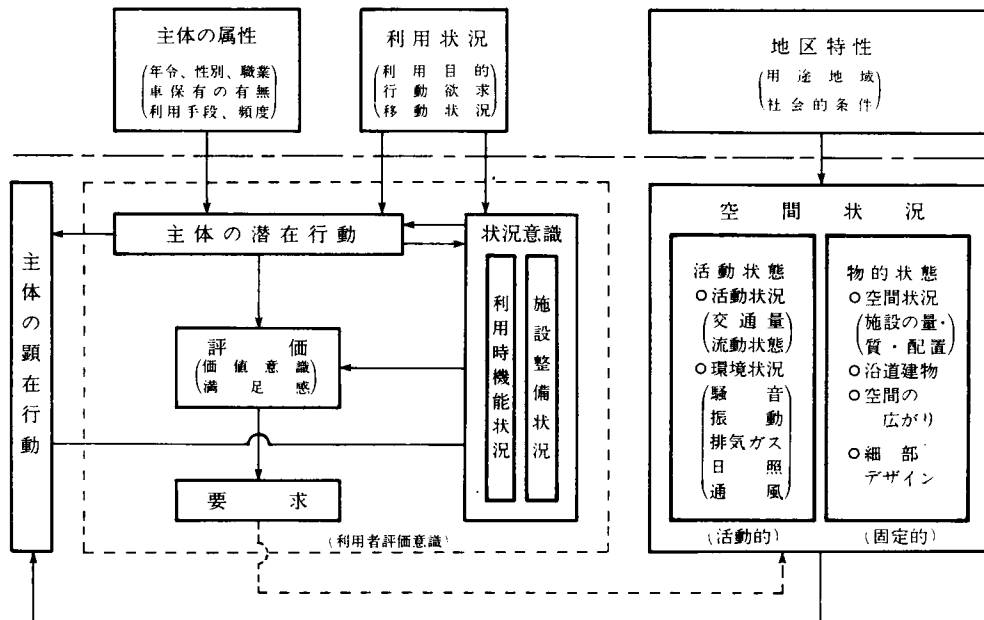 主体の属性
(年令、性別、職業
車保有の有無
利用手段、頻度)
利用状況
(利用目的
行動欲求
移動状況)
地区特性
(用途地域
社会的条件)
主体の顕在行動
主体の潜在行動
状況意識
利用時機能状況
施設整備状況
評価
(価値意識
満足感)
要求
(利用者評価意識)
空間状況
活動状態
○活動状況
(交通量
流動状態)
○環境状況
(騒音
振動
排気ガス
日照
通風)
(活動的)
物的状態
○空間状況
(施設の量・
質・配置)
○沿道建物
○空間の
広がり
○細部
デザイン
(固定的)